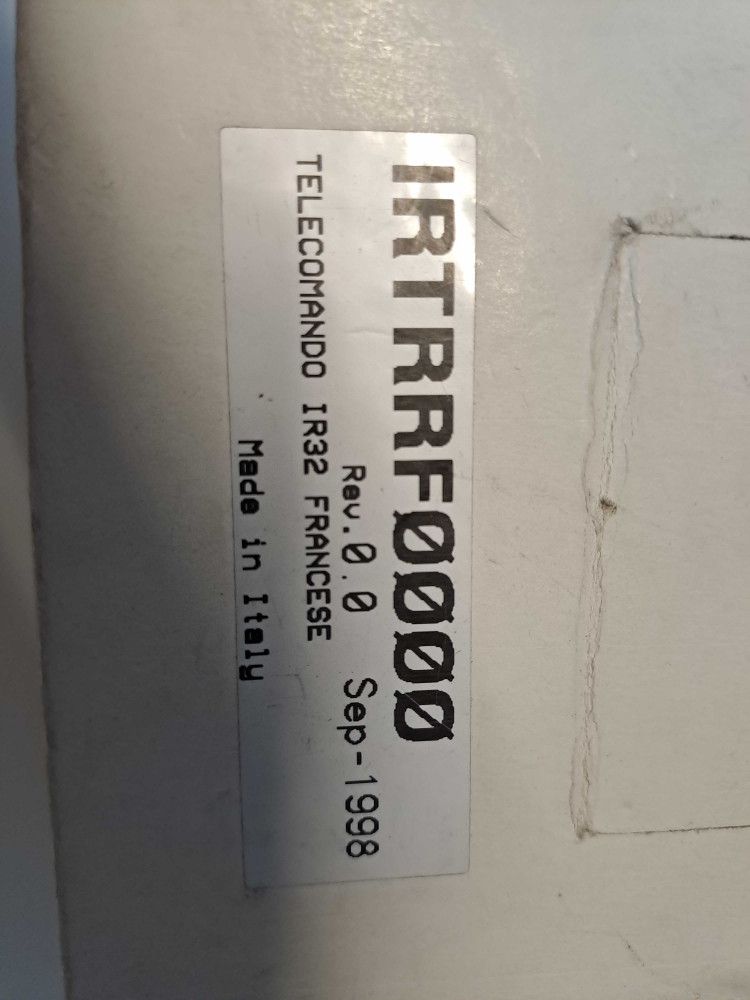 IRTRRF0000
Rev.0.0 Sep-1998
TELECOMANDO IR32 FRANCESE
Made in Italy